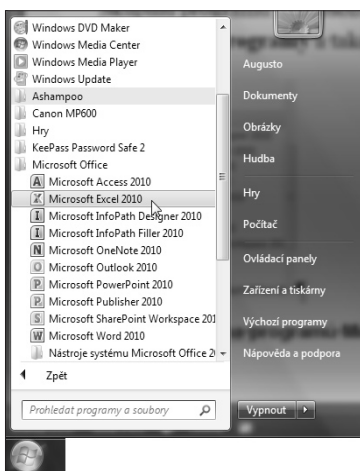 Windows DVD Maker
Windows Media Center
Windows Media Player
Windows Update
Ashampoo
Canon MP600
Hry
KeePass Password Safe 2
Microsoft Office
Microsoft Access 2010
Microsoft Excel 2010
Microsoft InfoPath Designer 2010
Microsoft InfoPath Filler 2010
Microsoft OneNote 2010
Microsoft Outlook 2010
Microsoft PowerPoint 2010
Microsoft Publisher 2010
Microsoft SharePoint Workspace 201
Microsoft Word 2010
Nástroje systému Microsoft Office 2
Zpět
Prohledat programy a soubory
Augusto
Dokumenty
Obrázky
Hudba
Hry
Počítač
Ovládací panely
Zařízení a tiskárny
Výchozí programy
Nápověda a podpora
Vypnout